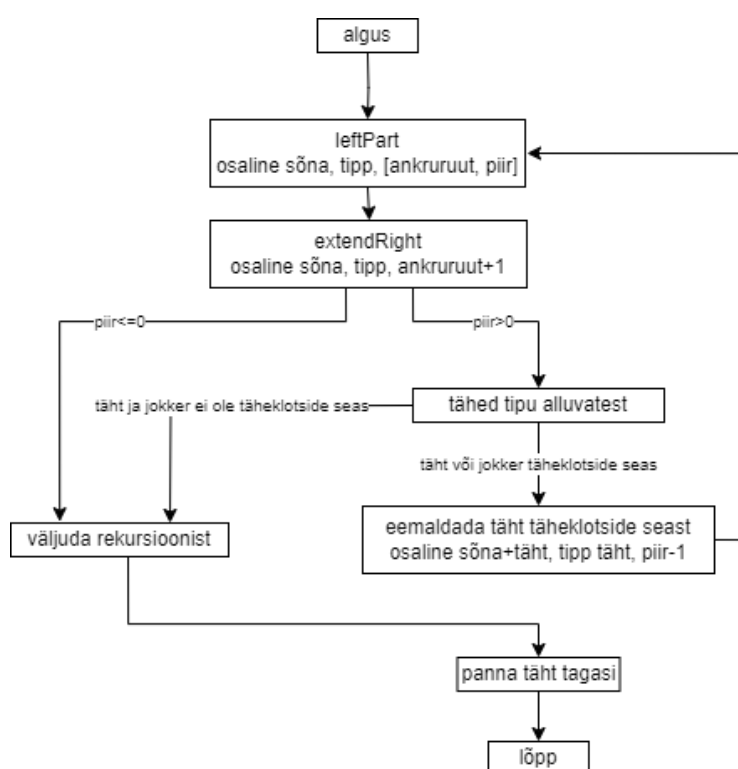 algus
leftPart
osaline sõna, tipp, [ankruruut, piir]
extendRight
osaline sõna, tipp, ankruruut+1
piir<=0
piir>0
täht ja jokker ei ole täheklotside seas
tähed tipu alluvatest
täht või jokker täheklotside seas
väljuda rekursioonist
eemaldada täht täheklotside seast
osaline sõna+täht, tipp täht, piir-1
panna täht tagasi
lõpp